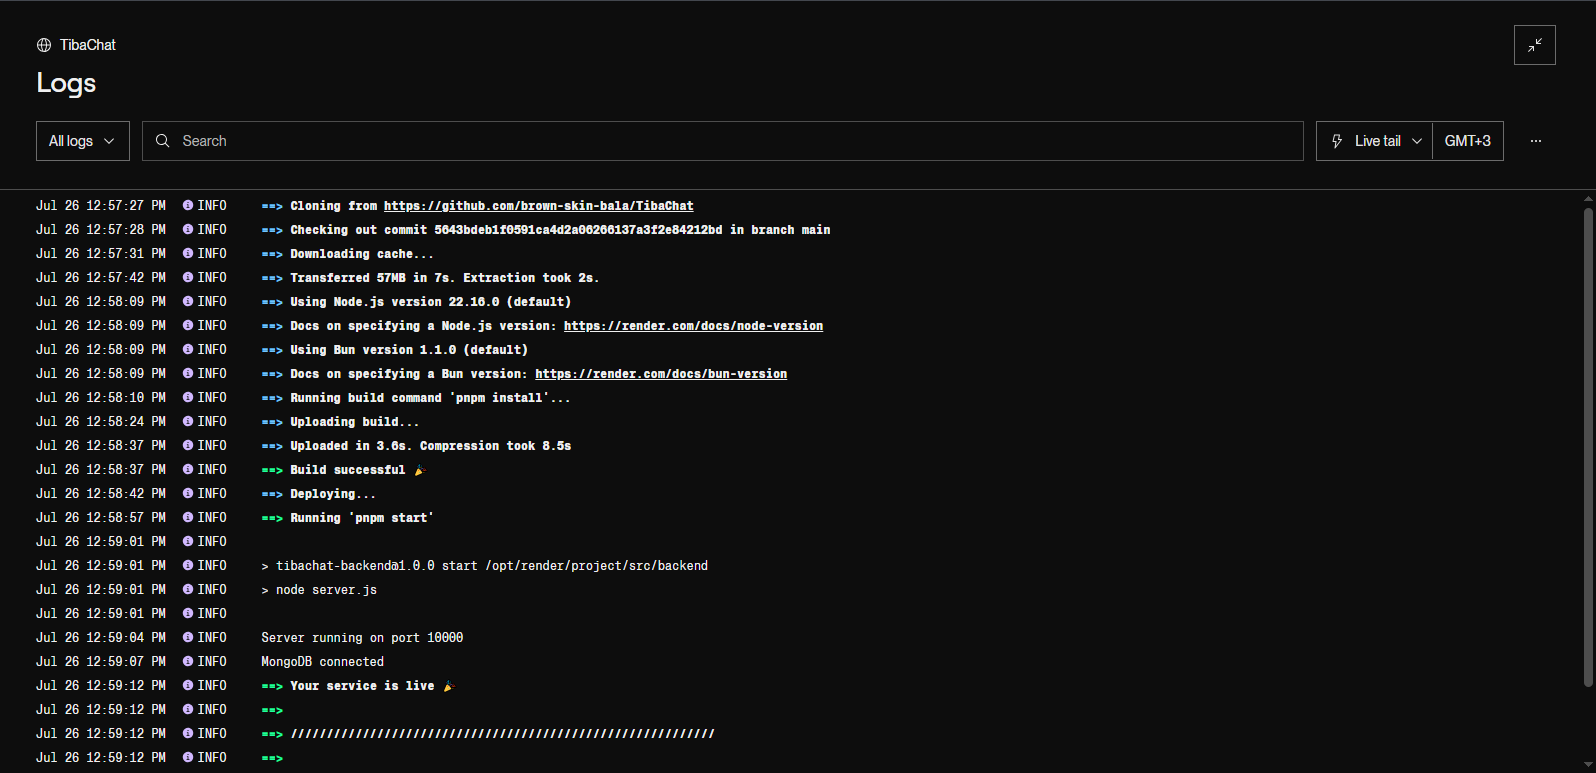 TibaChat
Logs
All logs
Search
Live tail
GMT+3
...
Jul 26 12:57:27 PM INFO ==> Cloning from https://github.com/brown-skin-bala/TibaChat
Jul 26 12:57:28 PM INFO ==> Checking out commit 5643bdeb1f0591ca4d2a06266137a3f2e84212bd in branch main
Jul 26 12:57:31 PM INFO ==> Downloading cache...
Jul 26 12:57:42 PM INFO ==> Transferred 57MB in 7s. Extraction took 2s.
Jul 26 12:58:09 PM INFO ==> Using Node.js version 22.16.0 (default)
Jul 26 12:58:09 PM INFO ==> Docs on specifying a Node.js version: https://render.com/docs/node-version
Jul 26 12:58:09 PM INFO ==> Using Bun version 1.1.0 (default)
Jul 26 12:58:09 PM INFO ==> Docs on specifying a Bun version: https://render.com/docs/bun-version
Jul 26 12:58:10 PM INFO ==> Running build command 'pnpm install'...
Jul 26 12:58:24 PM INFO ==> Uploading build...
Jul 26 12:58:37 PM INFO ==> Uploaded in 3.6s. Compression took 8.5s
Jul 26 12:58:37 PM INFO ==> Build successful 🎉
Jul 26 12:58:42 PM INFO ==> Deploying...
Jul 26 12:58:57 PM INFO ==> Running 'pnpm start'
Jul 26 12:59:01 PM INFO
Jul 26 12:59:01 PM INFO > tibachat-backend@1.0.0 start /opt/render/project/src/backend
Jul 26 12:59:01 PM INFO > node server.js
Jul 26 12:59:01 PM INFO
Jul 26 12:59:04 PM INFO Server running on port 10000
Jul 26 12:59:07 PM INFO MongoDB connected
Jul 26 12:59:12 PM INFO ==> Your service is live 🎉
Jul 26 12:59:12 PM INFO ==>
Jul 26 12:59:12 PM INFO ==> ///////////////////////////////////////////////////////////
Jul 26 12:59:12 PM INFO ==>